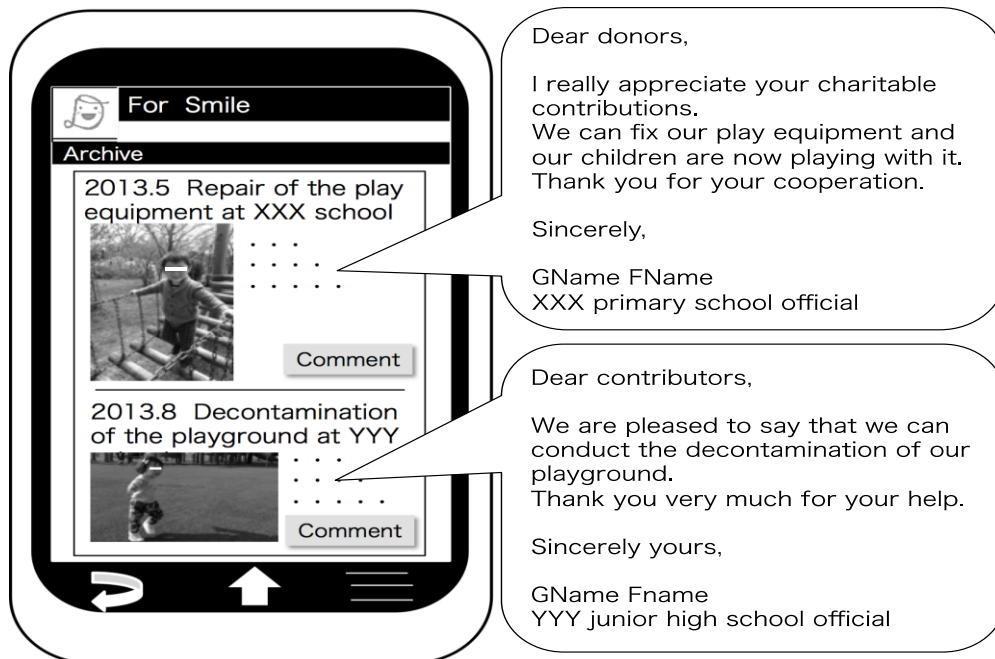 For Smile
Archive
2013.5 Repair of the play
equipment at XXX school
. . .
. . . .
. . . . .
Comment
2013.8 Decontamination
of the playground at YYY
. . .
. . . .
. . . . .
Comment
Dear donors,
I really appreciate your charitable
contributions.
We can fix our play equipment and
our children are now playing with it.
Thank you for your cooperation.
Sincerely,
GName FName
XXX primary school official
Dear contributors,
We are pleased to say that we can
conduct the decontamination of our
playground.
Thank you very much for your help.
Sincerely yours,
GName Fname
YYY junior high school official